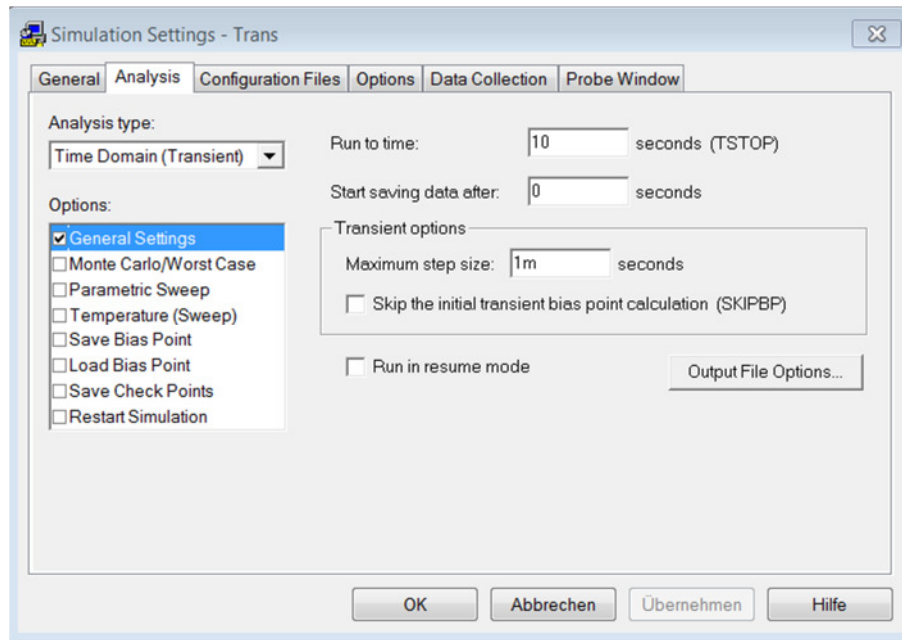 Simulation Settings - Trans
General Analysis Configuration Files Options Data Collection Probe Window
Analysis type:
Time Domain (Transient)
Options:
General Settings
Monte Carlo/Worst Case
Parametric Sweep
Temperature (Sweep)
Save Bias Point
Load Bias Point
Save Check Points
Restart Simulation
Run to time: 10 seconds (TSTOP)
Start saving data after: 0 seconds
Transient options
Maximum step size: 1m seconds
Skip the initial transient bias point calculation (SKIPBP)
Run in resume mode
Output File Options...
OK Abbrechen Übernehmen Hilfe